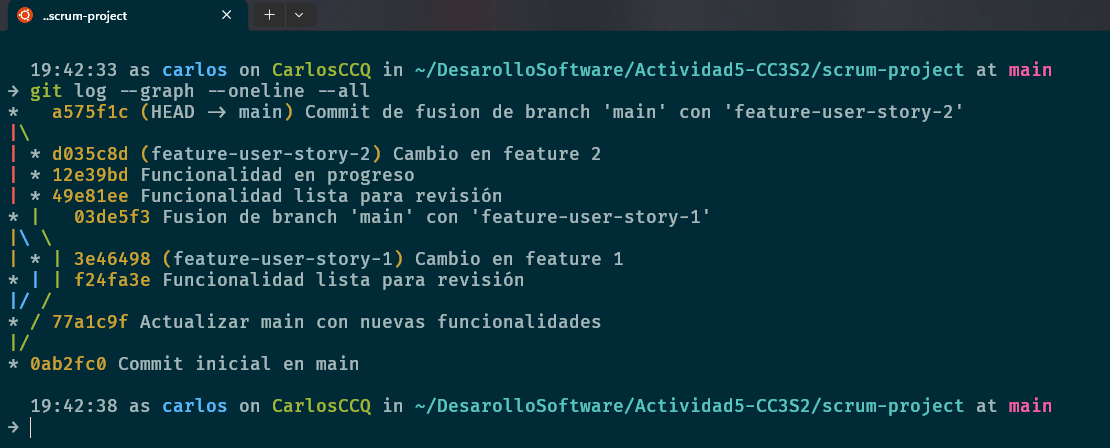 ..scrum-project
19:42:33 as carlos on CarlosCCQ in ~/DesarolloSoftware/Actividad5-CC3S2/scrum-project at main
→ git log --graph --oneline --all
*   a575f1c (HEAD -> main) Commit de fusion de branch 'main' con 'feature-user-story-2'
|\
| * d035c8d (feature-user-story-2) Cambio en feature 2
| * 12e39bd Funcionalidad en progreso
| * 49e81ee Funcionalidad lista para revisión
* |   03de5f3 Fusion de branch 'main' con 'feature-user-story-1'
|\ \
| * | 3e46498 (feature-user-story-1) Cambio en feature 1
* | | f24fa3e Funcionalidad lista para revisión
|/ /
* / 77a1c9f Actualizar main con nuevas funcionalidades
|/
* 0ab2fc0 Commit inicial en main
19:42:38 as carlos on CarlosCCQ in ~/DesarolloSoftware/Actividad5-CC3S2/scrum-project at main
→